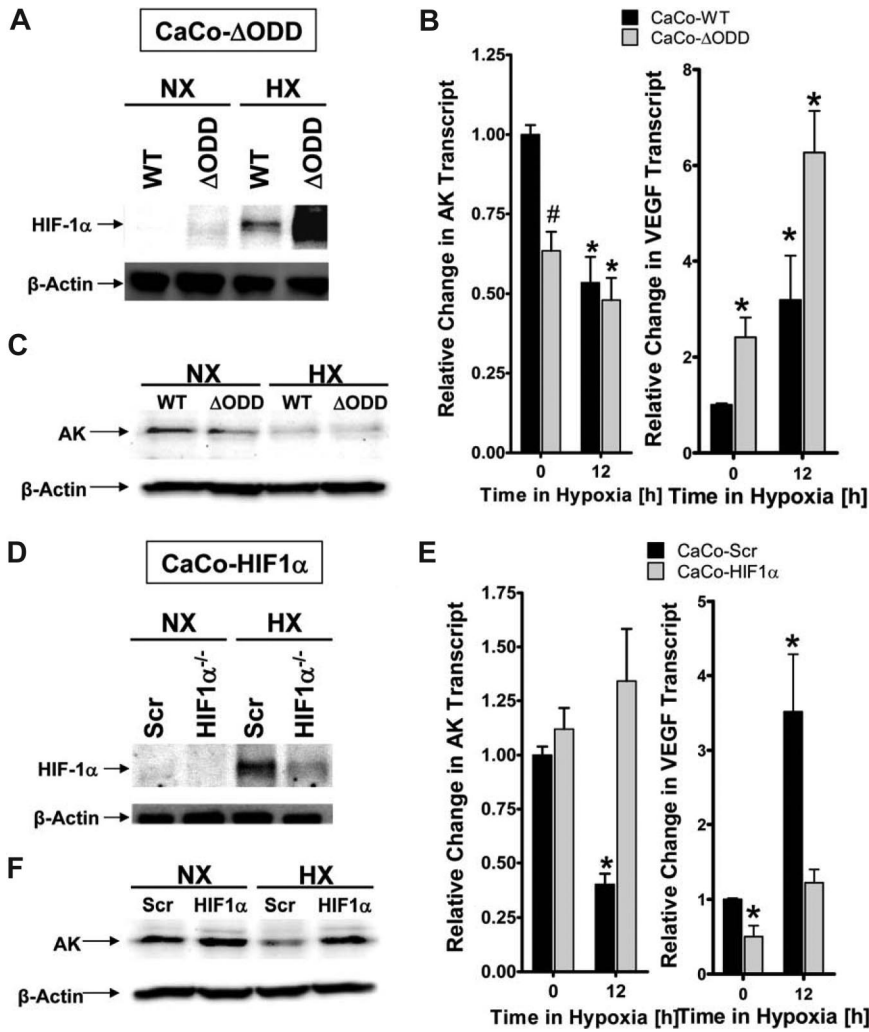 A
CaCo-ΔODD
NX HX
WT ΔODD WT ΔODD
HIF-1α
β-Actin
B
CaCo-WT
CaCo-ΔODD
Relative Change in AK Transcript
1.25
1.00
0.75
0.50
0.25
0.00
#
* *
0 12
Time in Hypoxia [h]
Relative Change in VEGF Transcript
8
6
4
2
0
* * *
0 12
Time in Hypoxia [h]
C
NX HX
WT ΔODD WT ΔODD
AK
β-Actin
D
CaCo-HIF1α
NX HX
Scr HIF1α-/- Scr HIF1α-/-
HIF-1α
β-Actin
E
CaCo-Scr
CaCo-HIF1α
Relative Change in AK Transcript
1.75
1.50
1.25
1.00
0.75
0.50
0.25
0.00
*
0 12
Time in Hypoxia [h]
Relative Change in VEGF Transcript
5
4
3
2
1
0
* *
0 12
Time in Hypoxia [h]
F
NX HX
Scr HIF1α Scr HIF1α
AK
β-Actin